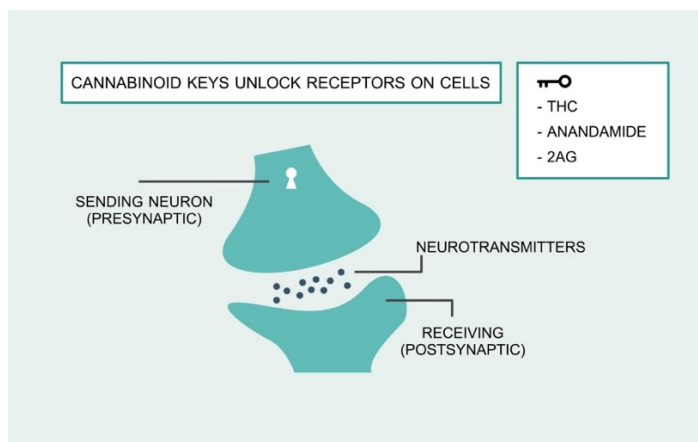 CANNABINOID KEYS UNLOCK RECEPTORS ON CELLS
- THC
- ANANDAMIDE
- 2AG
SENDING NEURON
(PRESYNAPTIC)
NEUROTRANSMITTERS
RECEIVING
(POSTSYNAPTIC)